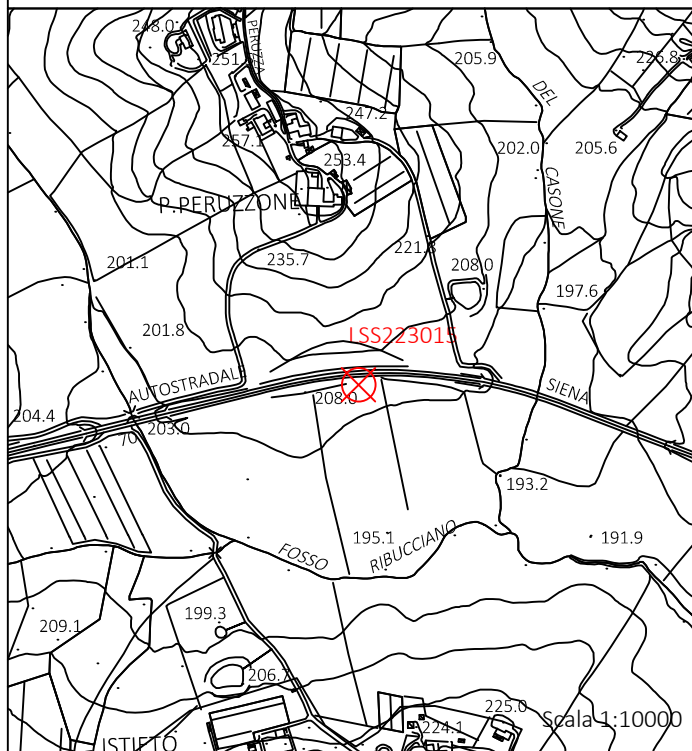 248.0
PERUZZA
251
205.9
226.8
DEL
247.2
257.1
253.4
202.0
205.6
P.PERUZZONE
CASONE
201.1
235.7
221.8
208.0
197.6
201.8
ISS223015
AUTOSTRADALE
SIENA
204.4
208.0
203.0
70
193.2
195.1
FOSSO RIBUCCIANO
191.9
199.3
209.1
206.7
225.0
224.1
Scala 1:10000
ISTIETO